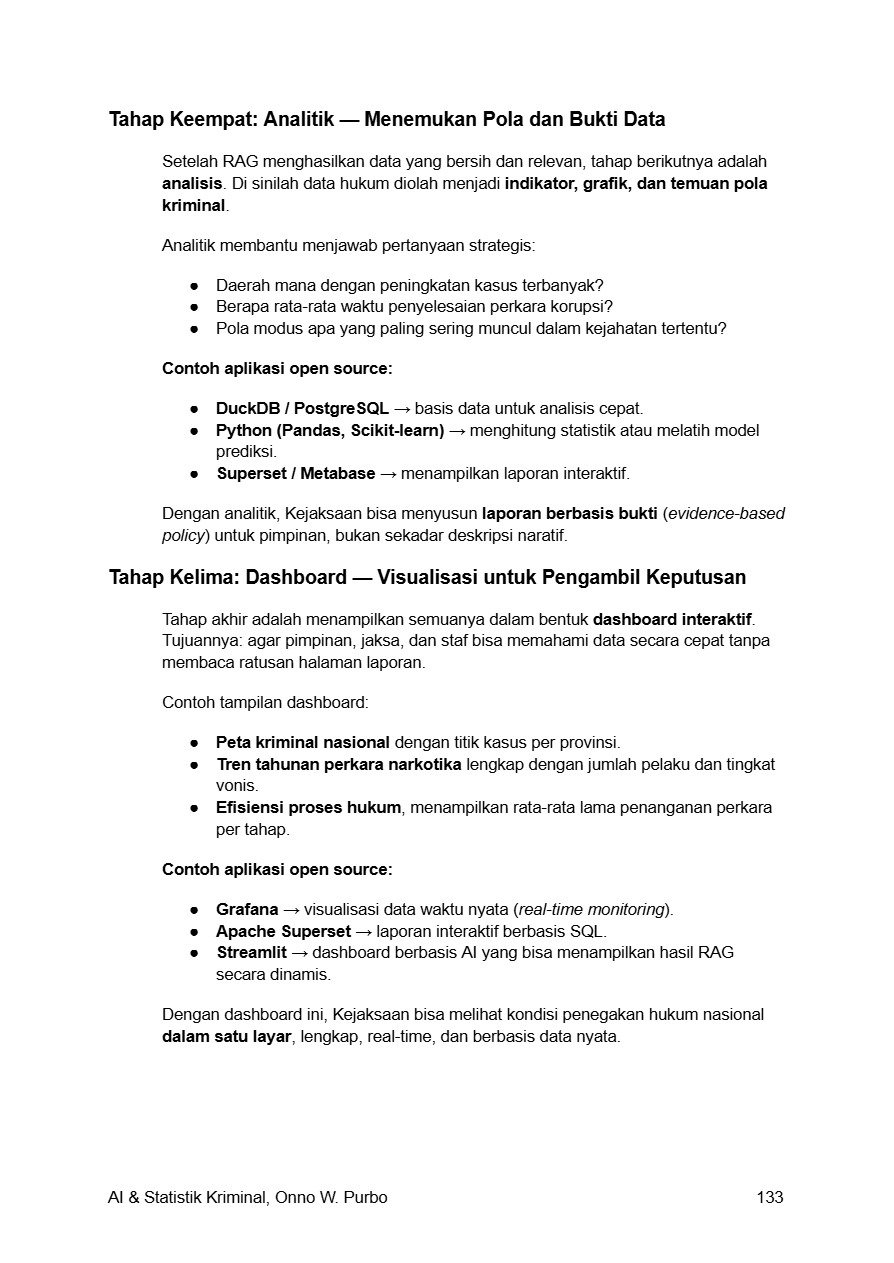 Tahap Keempat: Analitik — Menemukan Pola dan Bukti Data
Setelah RAG menghasilkan data yang bersih dan relevan, tahap berikutnya adalah
analisis. Di sinilah data hukum diolah menjadi indikator, grafik, dan temuan pola
kriminal.
Analitik membantu menjawab pertanyaan strategis:
● Daerah mana dengan peningkatan kasus terbanyak?
● Berapa rata-rata waktu penyelesaian perkara korupsi?
● Pola modus apa yang paling sering muncul dalam kejahatan tertentu?
Contoh aplikasi open source:
● DuckDB / PostgreSQL → basis data untuk analisis cepat.
● Python (Pandas, Scikit-learn) → menghitung statistik atau melatih model
prediksi.
● Superset / Metabase → menampilkan laporan interaktif.
Dengan analitik, Kejaksaan bisa menyusun laporan berbasis bukti (evidence-based
policy) untuk pimpinan, bukan sekadar deskripsi naratif.
Tahap Kelima: Dashboard — Visualisasi untuk Pengambil Keputusan
Tahap akhir adalah menampilkan semuanya dalam bentuk dashboard interaktif.
Tujuannya: agar pimpinan, jaksa, dan staf bisa memahami data secara cepat tanpa
membaca ratusan halaman laporan.
Contoh tampilan dashboard:
● Peta kriminal nasional dengan titik kasus per provinsi.
● Tren tahunan perkara narkotika lengkap dengan jumlah pelaku dan tingkat
vonis.
● Efisiensi proses hukum, menampilkan rata-rata lama penanganan perkara
per tahap.
Contoh aplikasi open source:
● Grafana → visualisasi data waktu nyata (real-time monitoring).
● Apache Superset → laporan interaktif berbasis SQL.
● Streamlit → dashboard berbasis AI yang bisa menampilkan hasil RAG
secara dinamis.
Dengan dashboard ini, Kejaksaan bisa melihat kondisi penegakan hukum nasional
dalam satu layar, lengkap, real-time, dan berbasis data nyata.
AI & Statistik Kriminal, Onno W. Purbo 133